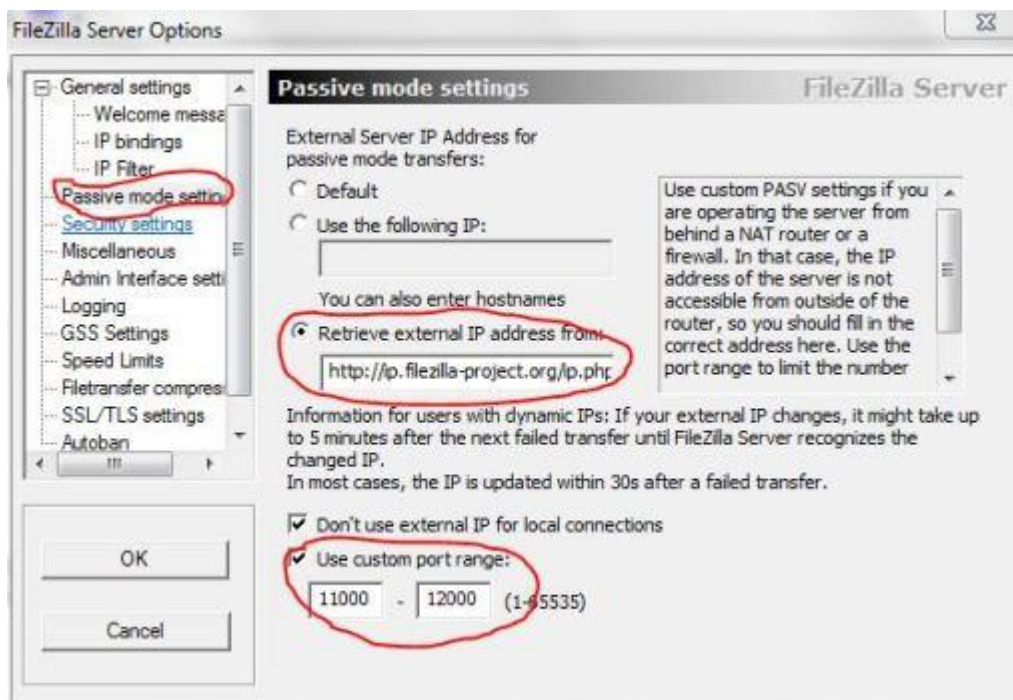 FileZilla Server Options
General settings
Welcome messa
IP bindings
IP Filter
Passive mode settin
Security settings
Miscellaneous
Admin Interface setti
Logging
GSS Settings
Speed Limits
Filetransfer compres
SSL/TLS settings
Autoban
OK
Cancel
Passive mode settings
FileZilla Server
External Server IP Address for
passive mode transfers:
Default
Use the following IP:
You can also enter hostnames
Retrieve external IP address from:
http://ip.filezilla-project.org/ip.php
Use custom PASV settings if you
are operating the server from
behind a NAT router or a
firewall. In that case, the IP
address of the server is not
accessible from outside of the
router, so you should fill in the
correct address here. Use the
port range to limit the number
Information for users with dynamic IPs: If your external IP changes, it might take up
to 5 minutes after the next failed transfer until FileZilla Server recognizes the
changed IP.
In most cases, the IP is updated within 30s after a failed transfer.
Don't use external IP for local connections
Use custom port range:
11000 - 12000 (1-65535)